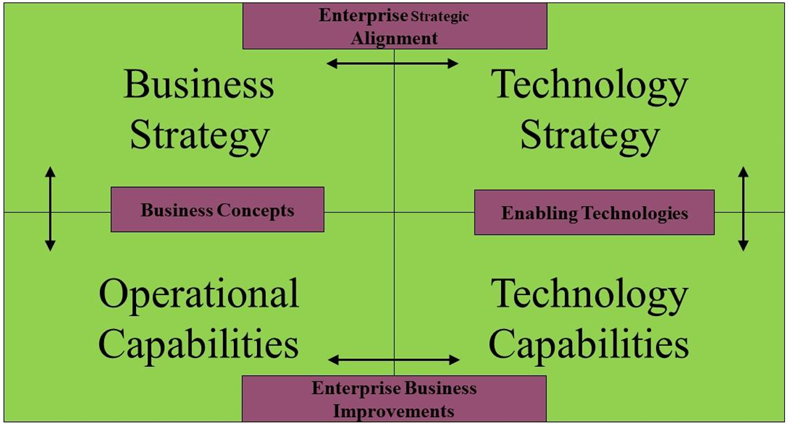 Enterprise Strategic
Alignment
Business
Strategy
Technology
Strategy
Business Concepts
Enabling Technologies
Operational
Capabilities
Technology
Capabilities
Enterprise Business
Improvements